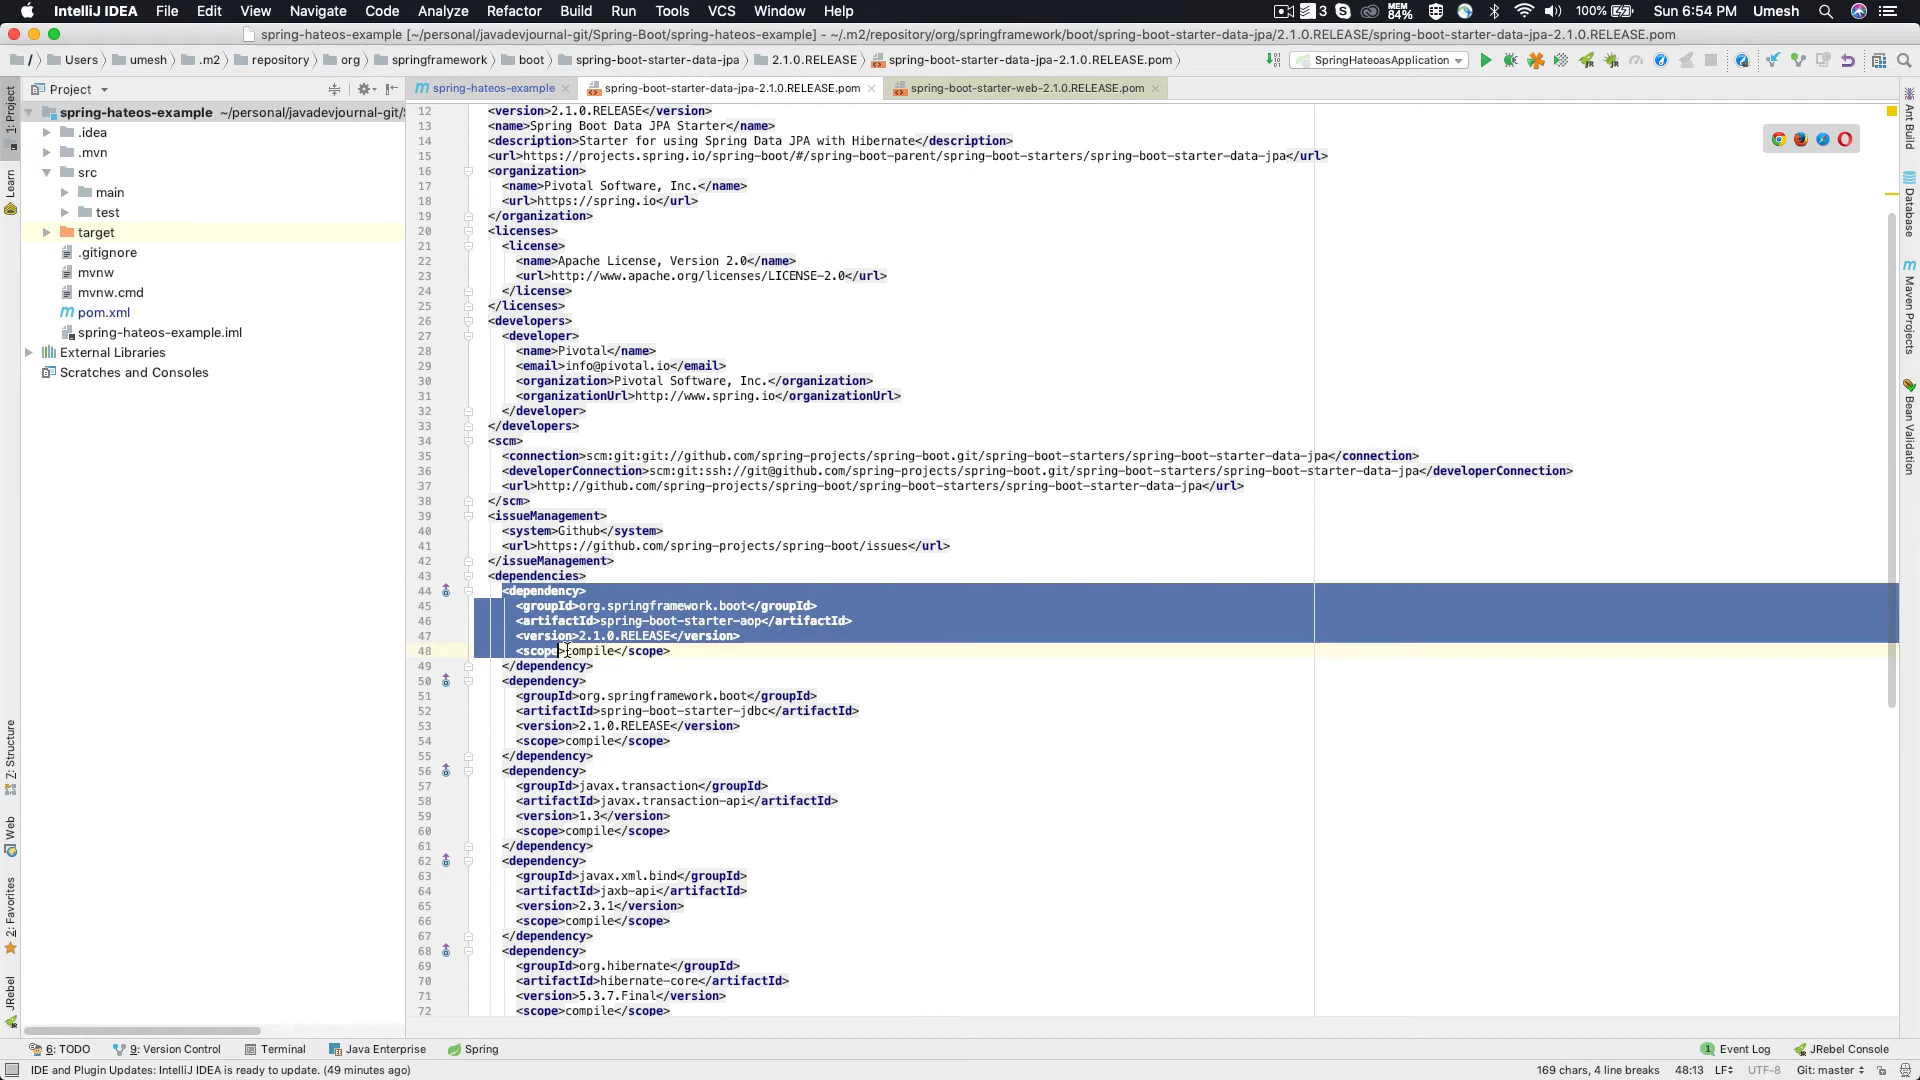 IntelliJ IDEA File Edit View Navigate Code Analyze Refactor Build Run Tools VCS Window Help 3 MEM 84% 100% Sun 6:54 PM Umesh
spring-hateos-example [~/personal/javadevjournal-git/Spring-Boot/spring-hateos-example] - ~/.m2/repository/org/springframework/boot/spring-boot-starter-data-jpa/2.1.0.RELEASE/spring-boot-starter-data-jpa-2.1.0.RELEASE.pom
/ Users umesh .m2 repository org springframework boot spring-boot-starter-data-jpa 2.1.0.RELEASE spring-boot-starter-data-jpa-2.1.0.RELEASE.pom SpringHateoasApplication
Project
spring-hateos-example ~/personal/javadevjournal-git/
.idea
.mvn
src
main
test
target
.gitignore
mvnw
mvnw.cmd
pom.xml
spring-hateos-example.iml
External Libraries
Scratches and Consoles
1: Project
Learn
Z: Structure
Web
2: Favorites
JRebel
spring-hateos-example spring-boot-starter-data-jpa-2.1.0.RELEASE.pom spring-boot-starter-web-2.1.0.RELEASE.pom
12 <version>2.1.0.RELEASE</version>
13 <name>Spring Boot Data JPA Starter</name>
14 <description>Starter for using Spring Data JPA with Hibernate</description>
15 <url>https://projects.spring.io/spring-boot/#/spring-boot-parent/spring-boot-starters/spring-boot-starter-data-jpa</url>
16 <organization>
17 <name>Pivotal Software, Inc.</name>
18 <url>https://spring.io</url>
19 </organization>
20 <licenses>
21 <license>
22 <name>Apache License, Version 2.0</name>
23 <url>http://www.apache.org/licenses/LICENSE-2.0</url>
24 </license>
25 </licenses>
26 <developers>
27 <developer>
28 <name>Pivotal</name>
29 <email>info@pivotal.io</email>
30 <organization>Pivotal Software, Inc.</organization>
31 <organizationUrl>http://www.spring.io</organizationUrl>
32 </developer>
33 </developers>
34 <scm>
35 <connection>scm:git:git://github.com/spring-projects/spring-boot.git/spring-boot-starters/spring-boot-starter-data-jpa</connection>
36 <developerConnection>scm:git:ssh://git@github.com/spring-projects/spring-boot.git/spring-boot-starters/spring-boot-starter-data-jpa</developerConnection>
37 <url>http://github.com/spring-projects/spring-boot/spring-boot-starters/spring-boot-starter-data-jpa</url>
38 </scm>
39 <issueManagement>
40 <system>Github</system>
41 <url>https://github.com/spring-projects/spring-boot/issues</url>
42 </issueManagement>
43 <dependencies>
44 <dependency>
45 <groupId>org.springframework.boot</groupId>
46 <artifactId>spring-boot-starter-aop</artifactId>
47 <version>2.1.0.RELEASE</version>
48 <scope>compile</scope>
49 </dependency>
50 <dependency>
51 <groupId>org.springframework.boot</groupId>
52 <artifactId>spring-boot-starter-jdbc</artifactId>
53 <version>2.1.0.RELEASE</version>
54 <scope>compile</scope>
55 </dependency>
56 <dependency>
57 <groupId>javax.transaction</groupId>
58 <artifactId>javax.transaction-api</artifactId>
59 <version>1.3</version>
60 <scope>compile</scope>
61 </dependency>
62 <dependency>
63 <groupId>javax.xml.bind</groupId>
64 <artifactId>jaxb-api</artifactId>
65 <version>2.3.1</version>
66 <scope>compile</scope>
67 </dependency>
68 <dependency>
69 <groupId>org.hibernate</groupId>
70 <artifactId>hibernate-core</artifactId>
71 <version>5.3.7.Final</version>
72 <scope>compile</scope>
Ant Build
Database
Maven Projects
Bean Validation
6: TODO 9: Version Control Terminal Java Enterprise Spring 1 Event Log JRebel Console
IDE and Plugin Updates: IntelliJ IDEA is ready to update. (49 minutes ago) 169 chars, 4 line breaks 48:13 LF UTF-8 Git: master